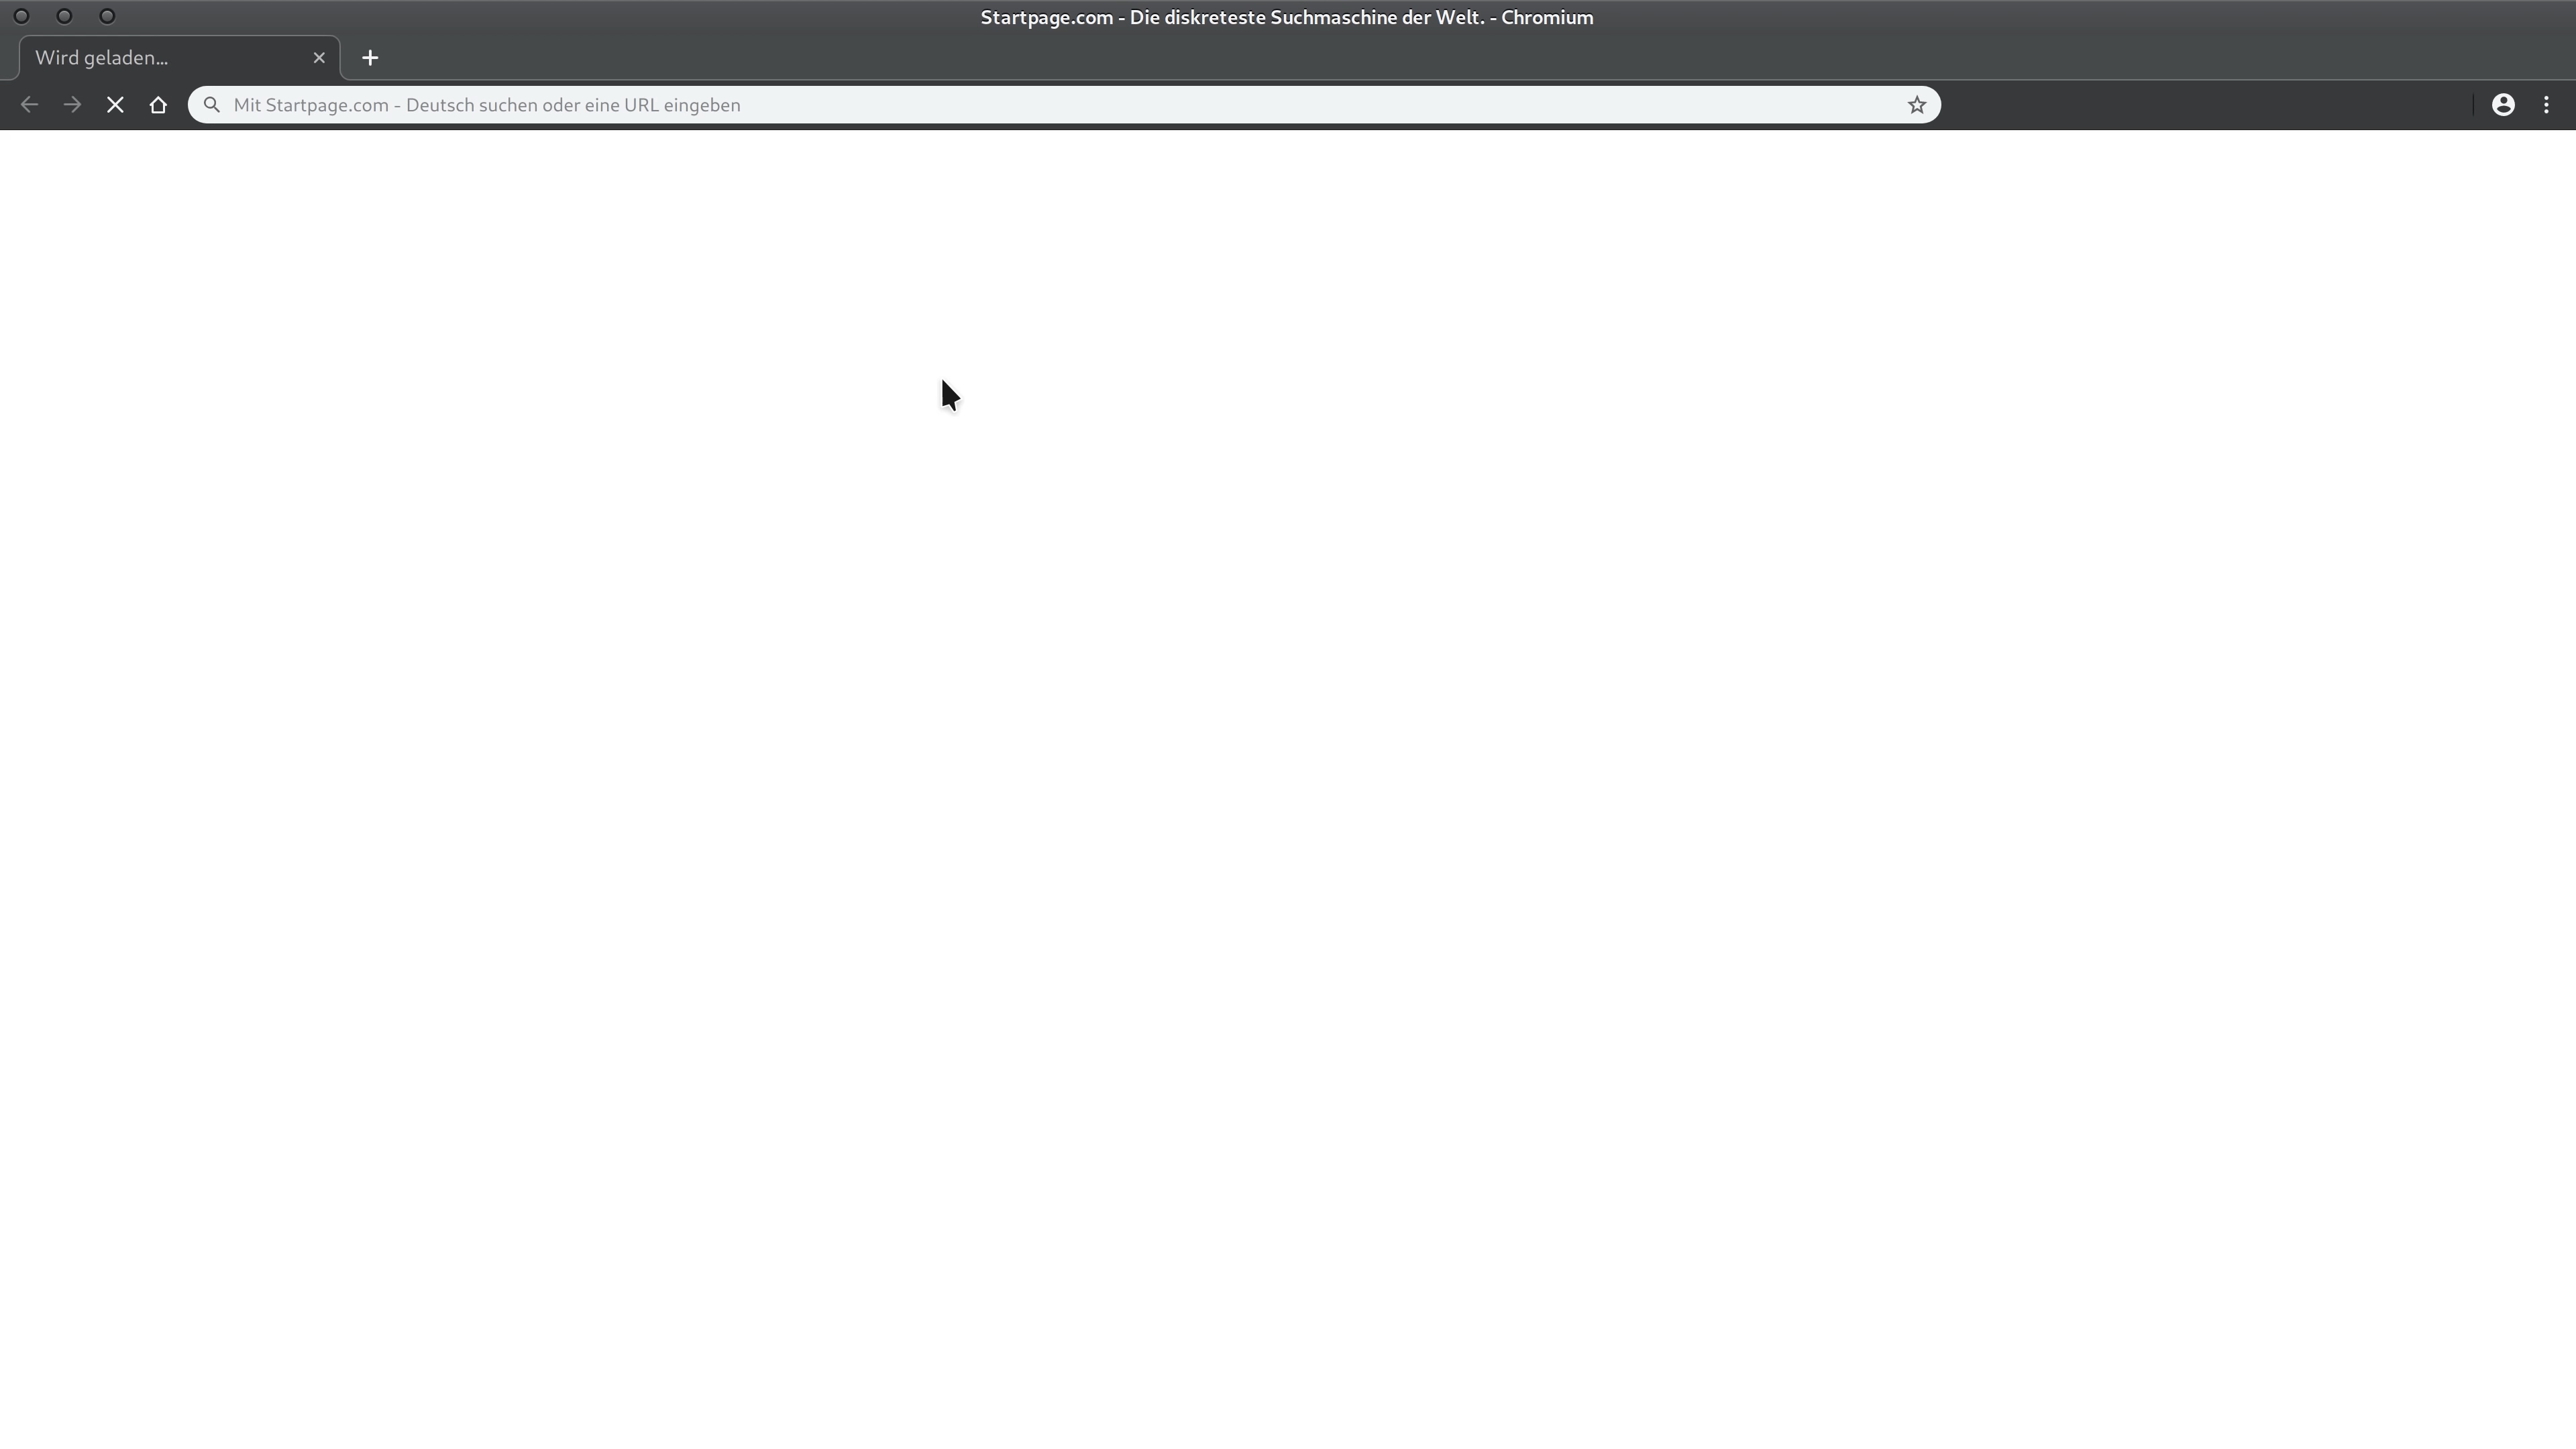 Startpage.com - Die diskreteste Suchmaschine der Welt. - Chromium
Wird geladen...
Mit Startpage.com - Deutsch suchen oder eine URL eingeben